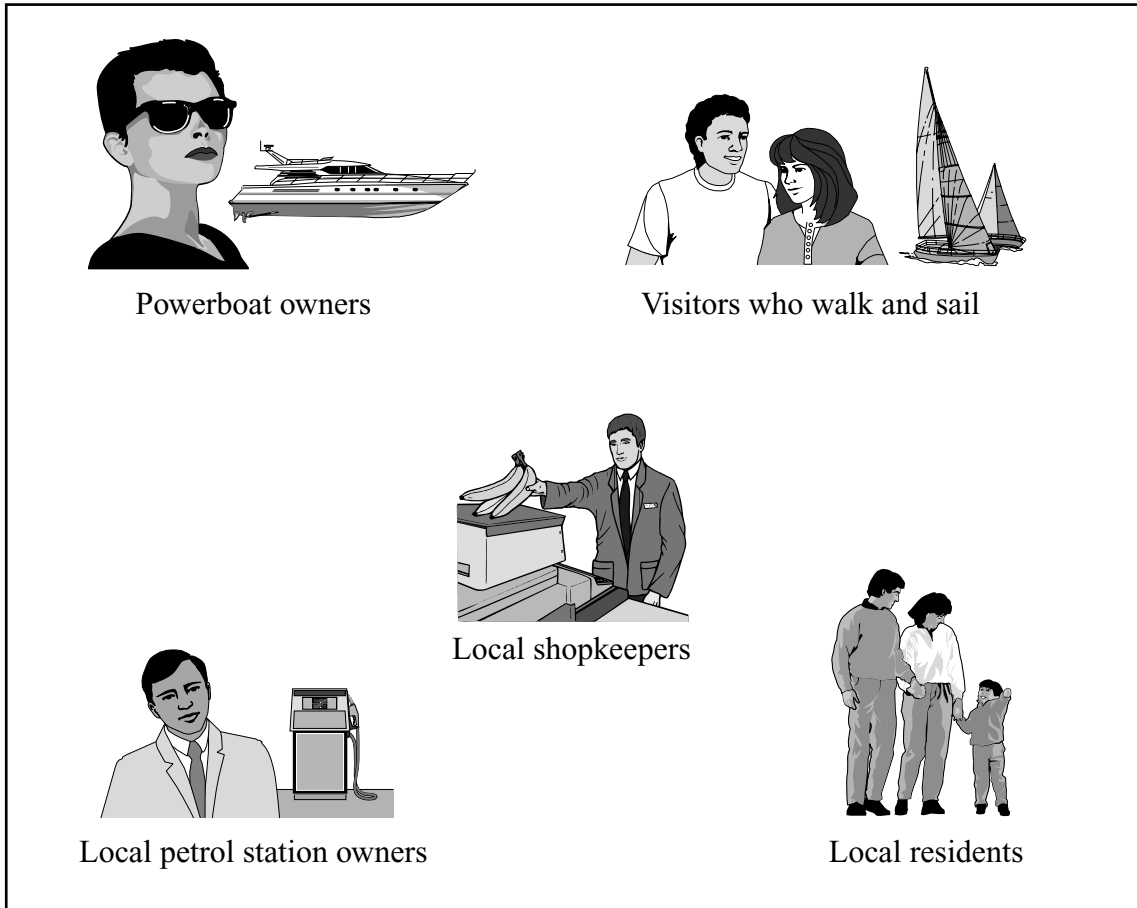 Powerboat owners
Visitors who walk and sail
Local shopkeepers
Local petrol station owners
Local residents